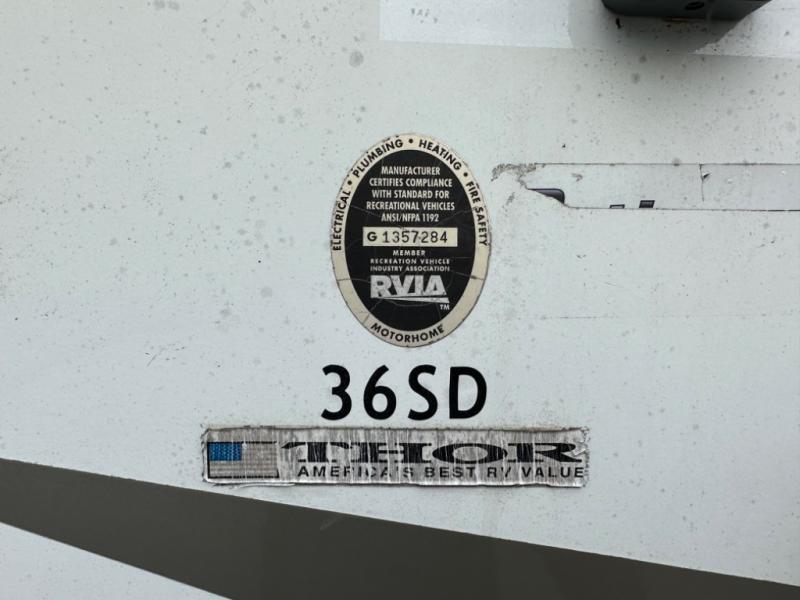 ELECTRICAL • PLUMBING • HEATING • FIRE SAFETY
MANUFACTURER
CERTIFIES COMPLIANCE
WITH STANDARD FOR
RECREATIONAL VEHICLES
ANSI/NFPA 1192
G 1357284
MEMBER
RECREATION VEHICLE
INDUSTRY ASSOCIATION
RVIA
TM
MOTORHOME
36SD
THOR
AMERICA'S BEST RV VALUE